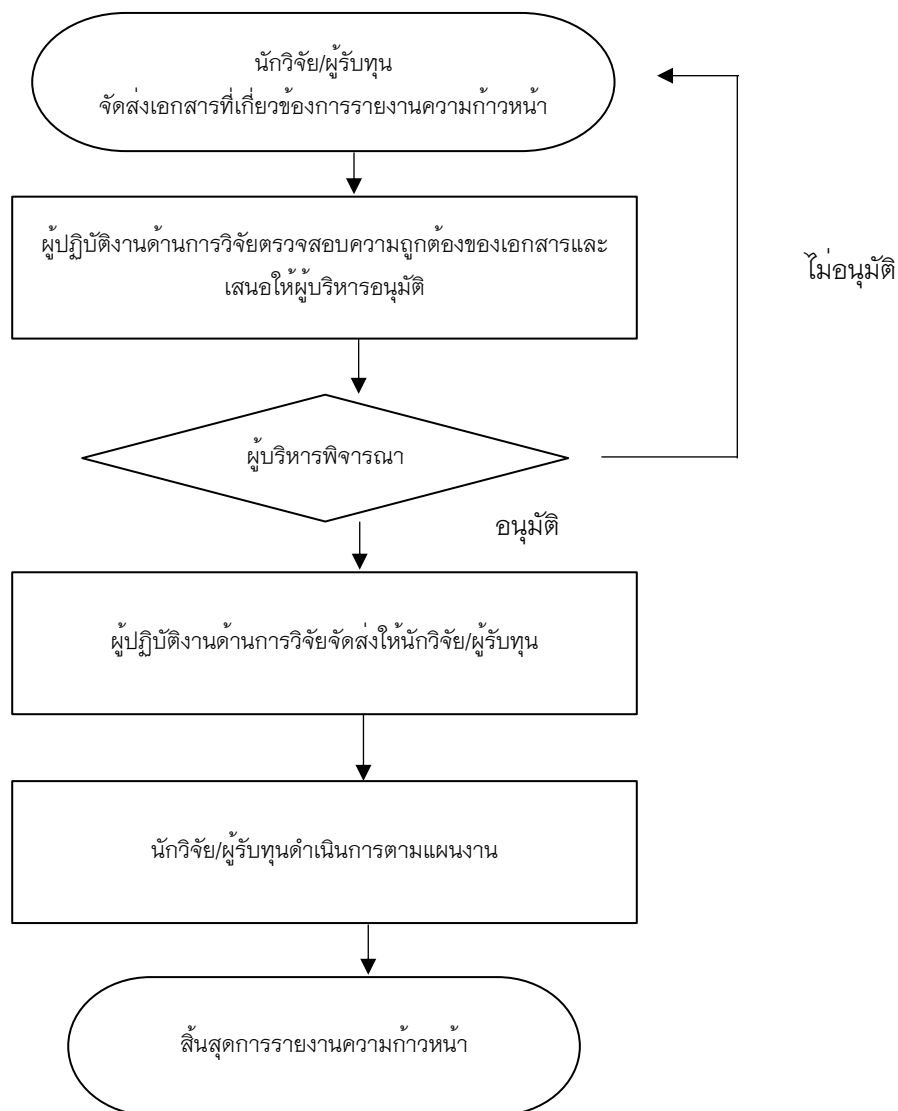 นักวิจัย/ผู้รับทุน
จัดส่งเอกสารที่เกี่ยวข้องการรายงานความก้าวหน้า
ผู้ปฏิบัติงานด้านการวิจัยตรวจสอบความถูกต้องของเอกสารและ
เสนอให้ผู้บริหารอนุมัติ
ไม่อนุมัติ
ผู้บริหารพิจารณา
อนุมัติ
ผู้ปฏิบัติงานด้านการวิจัยจัดส่งให้นักวิจัย/ผู้รับทุน
นักวิจัย/ผู้รับทุนดำเนินการตามแผนงาน
สิ้นสุดการรายงานความก้าวหน้า